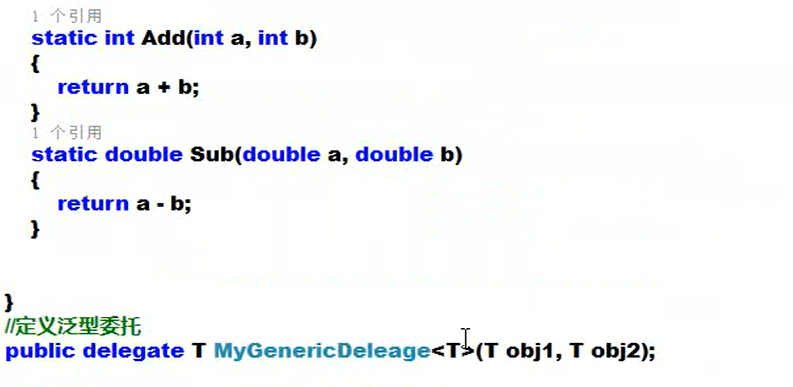 1 个引用
static int Add(int a, int b)
{
return a + b;
}
1 个引用
static double Sub(double a, double b)
{
return a - b;
}
}
//定义泛型委托
public delegate T MyGenericDeleage<T>(T obj1, T obj2);